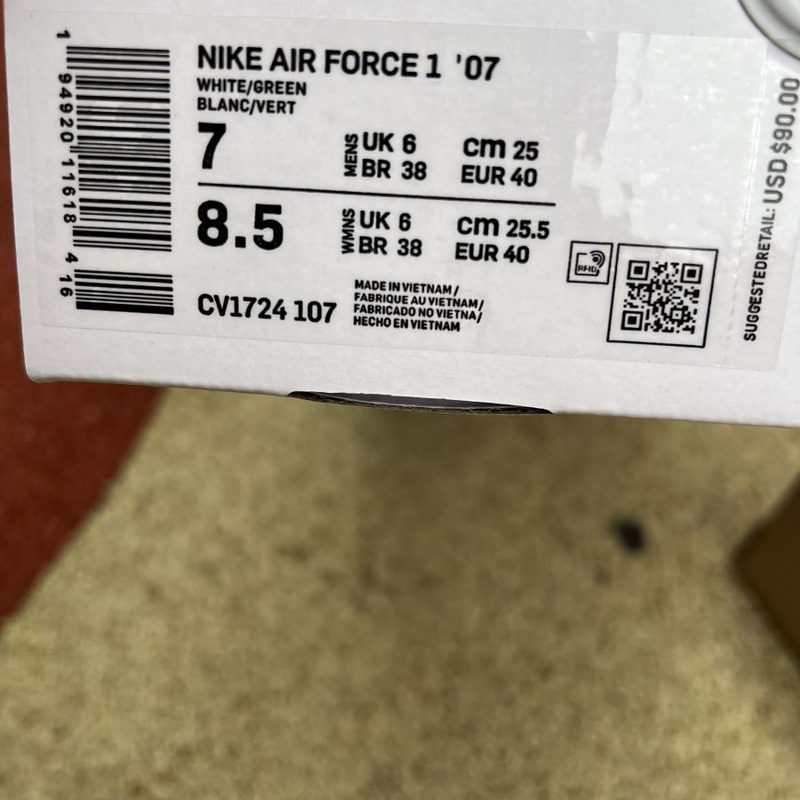 NIKE AIR FORCE 1 '07
WHITE/GREEN
BLANC/VERT
7 MENS UK 6 cm 25
BR 38 EUR 40
8.5 WMNS UK 6 cm 25.5
BR 38 EUR 40
CV1724 107
MADE IN VIETNAM /
FABRIQUE AU VIETNAM/
FABRICADO NO VIETNA/
HECHO EN VIETNAM
RFID
1 94920 11618 4 16
SUGGESTEDRETAIL: USD $90.00